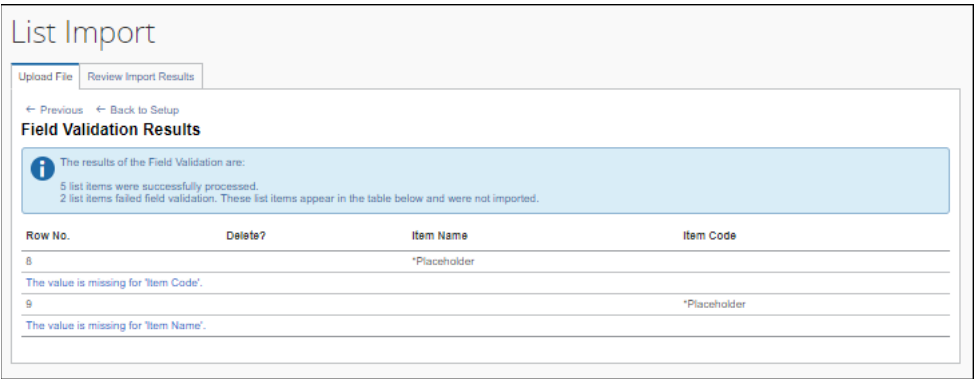 List Import
Upload File Review Import Results
← Previous ← Back to Setup
Field Validation Results
The results of the Field Validation are:
5 list items were successfully processed.
2 list items failed field validation. These list items appear in the table below and were not imported.
Row No. Delete? Item Name Item Code
8 *Placeholder
The value is missing for 'Item Code'.
9 *Placeholder
The value is missing for 'Item Name'.